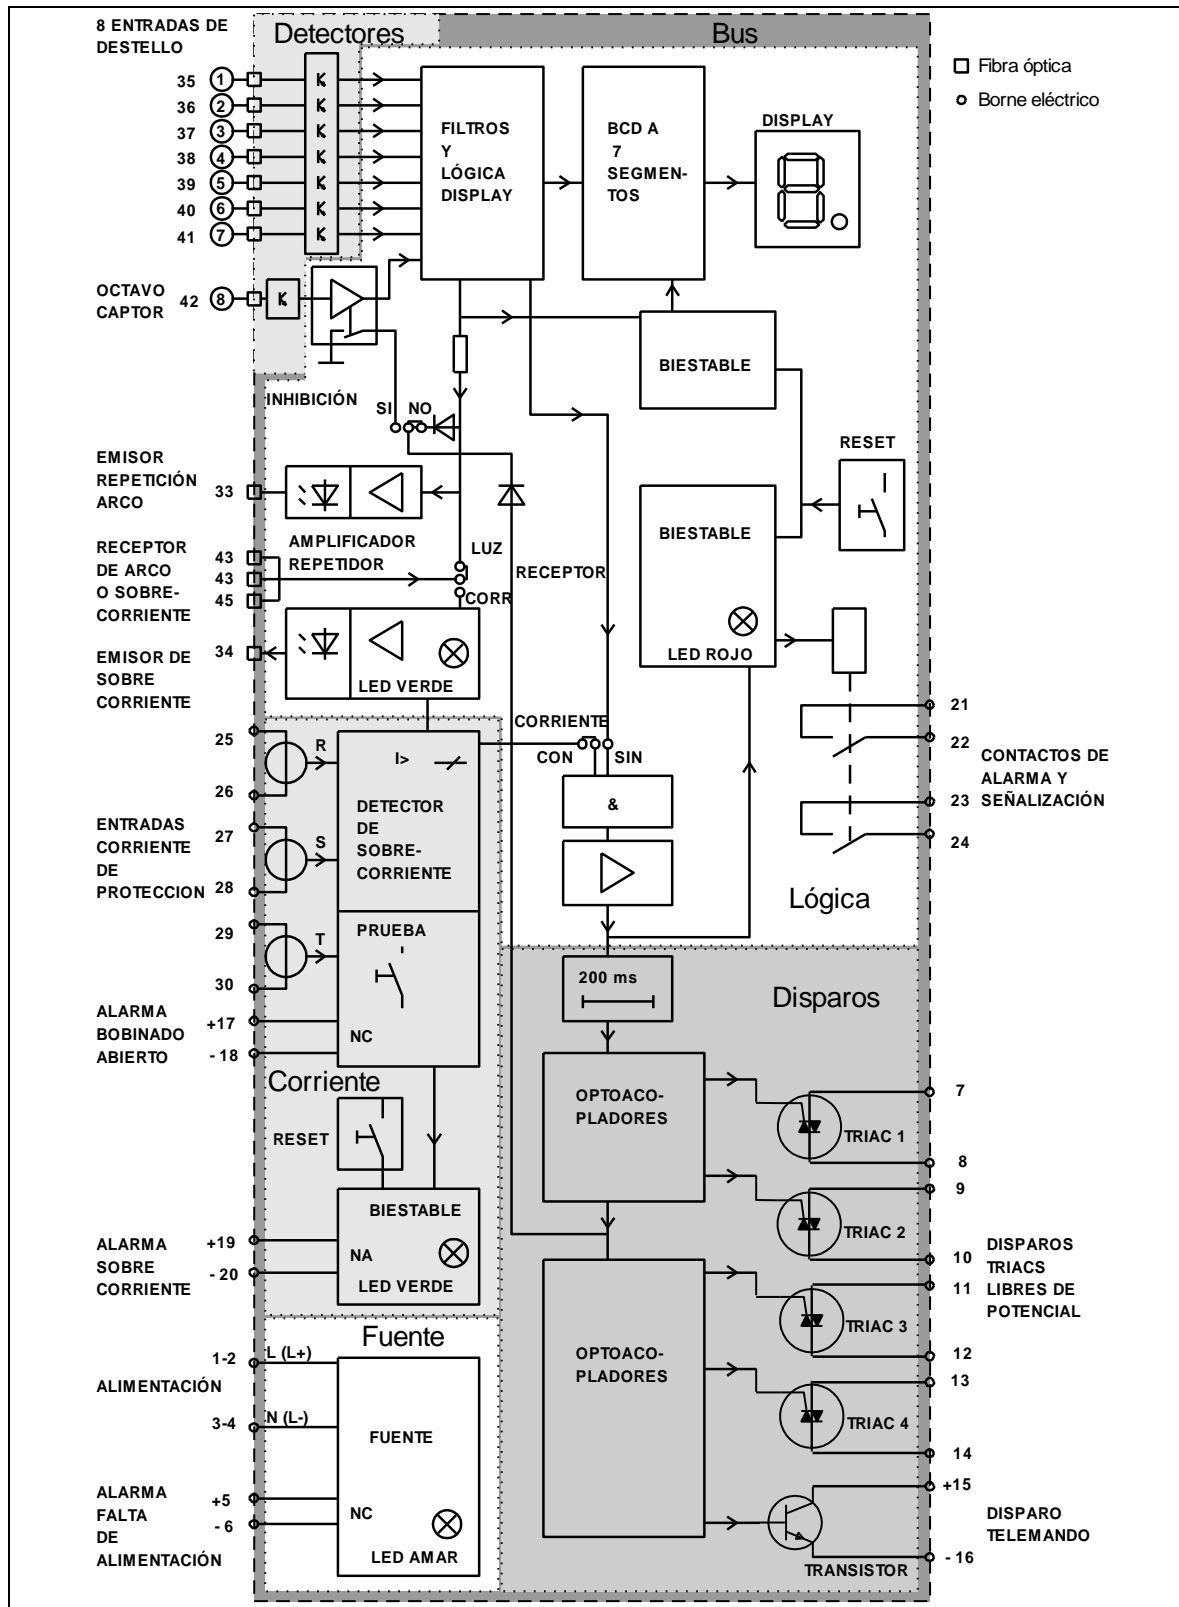 8 ENTRADAS DE
DESTELLO
Detectores
Bus
Fibra óptica
Borne eléctrico
35 1 K
36 2 K
37 3 K
38 4 K
39 5 K
40 6 K
41 7 K
FILTROS
Y
LÓGICA
DISPLAY
BCD A
7
SEGMEN-
TOS
DISPLAY
8.
OCTAVO
CAPTOR
42 8 K
BIESTABLE
INHIBICIÓN
SI NO
RESET
EMISOR
REPETICIÓN
ARCO
33
AMPLIFICADOR
REPETIDOR
BIESTABLE
LED ROJO
RECEPTOR
DE ARCO
O SOBRE-
CORRIENTE
43
43
45
LUZ
RECEPTOR
CORR
EMISOR DE
SOBRE
CORRIENTE
34
LED VERDE
21
22
23
24
CONTACTOS DE
ALARMA Y
SEÑALIZACIÓN
CORRIENTE
CON
SIN
&
Lógica
25
R
26
27
S
28
29
T
30
ENTRADAS
CORRIENTE
DE
PROTECCION
I>
DETECTOR
DE
SOBRE-
CORRIENTE
PRUEBA
NC
ALARMA
BOBINADO
ABIERTO
+17
- 18
200 ms
Disparos
Corriente
RESET
OPTOACO-
PLADORES
TRIAC 1
7
8
TRIAC 2
9
10
BIESTABLE
NA
LED VERDE
ALARMA
SOBRE
CORRIENTE
+19
- 20
DISPAROS
TRIACS
LIBRES DE
POTENCIAL
11
TRIAC 3
12
13
TRIAC 4
14
OPTOACO-
PLADORES
Fuente
1-2
L (L+)
ALIMENTACIÓN
3-4
N (L-)
FUENTE
ALARMA
FALTA
DE
ALIMENTACIÓN
+5
- 6
NC
LED AMAR
+15
- 16
DISPARO
TELEMANDO
TRANSISTOR